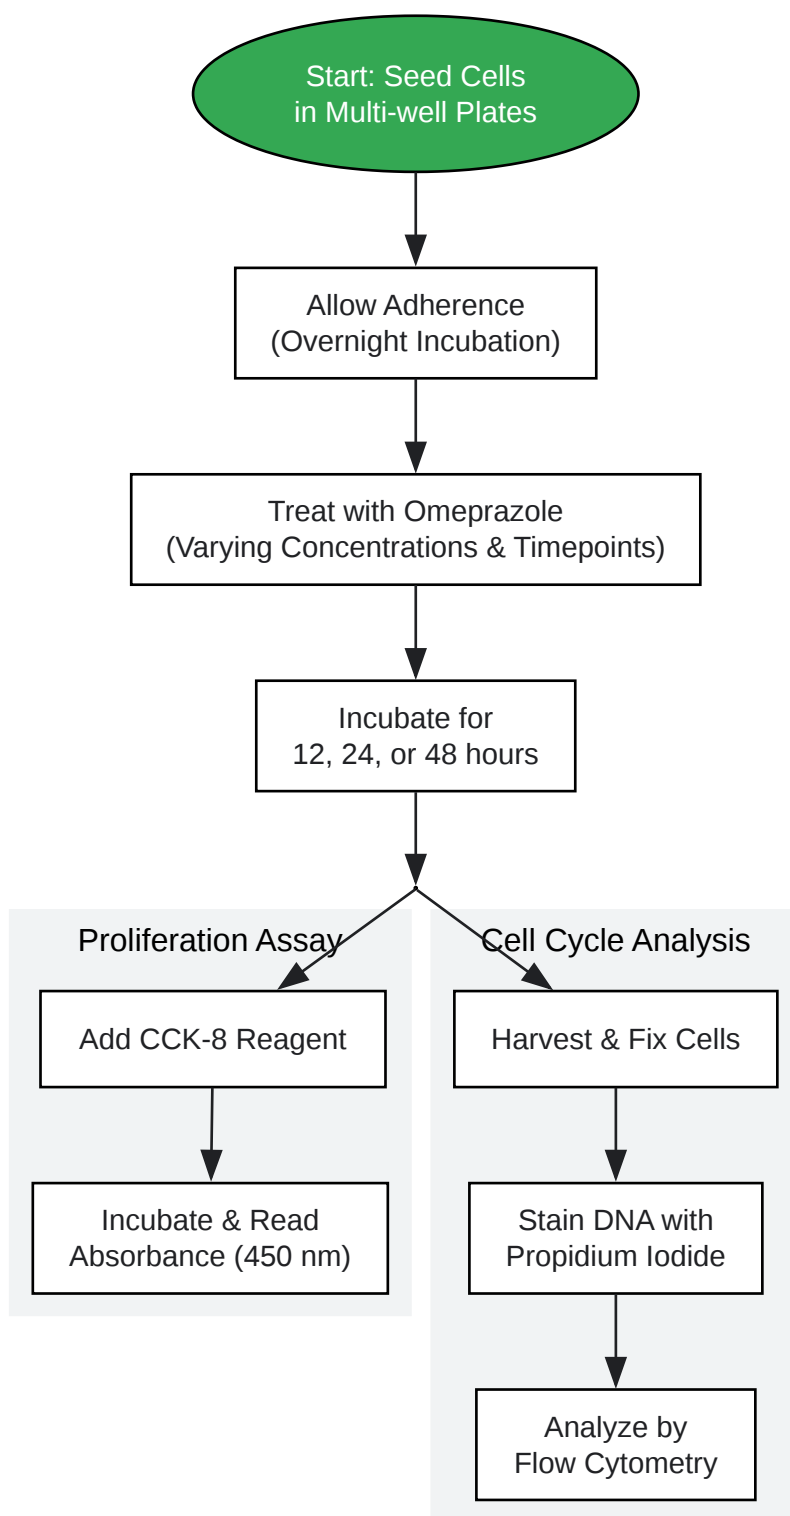 Start: Seed Cells
in Multi-well Plates
Allow Adherence
(Overnight Incubation)
Treat with Omeprazole
(Varying Concentrations & Timepoints)
Incubate for
12, 24, or 48 hours
Proliferation Assay
Add CCK-8 Reagent
Incubate & Read
Absorbance (450 nm)
Cell Cycle Analysis
Harvest & Fix Cells
Stain DNA with
Propidium Iodide
Analyze by
Flow Cytometry